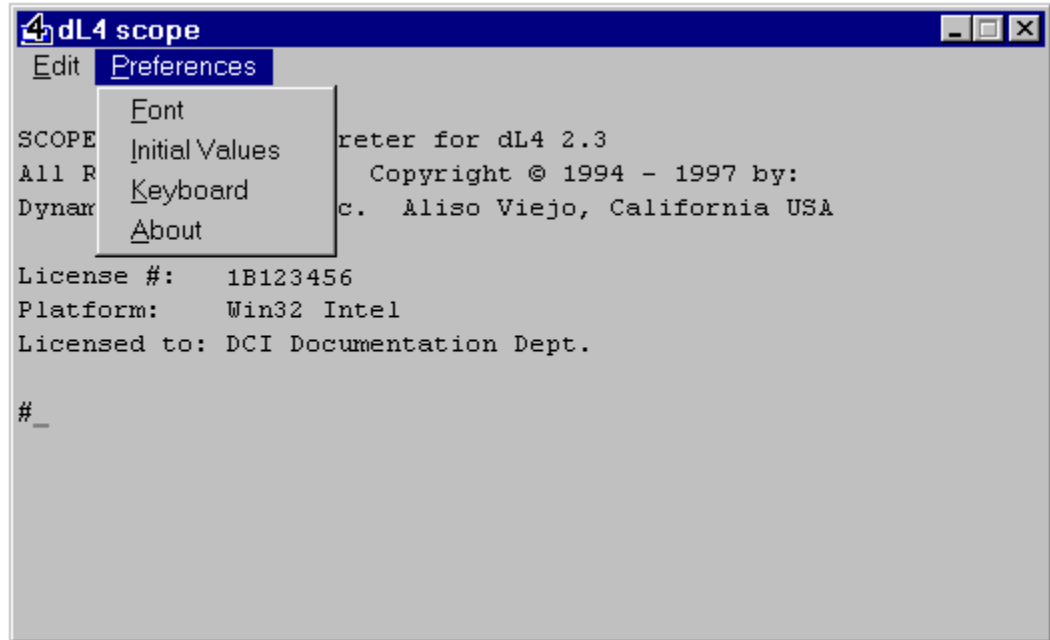 4 dL4 scope
Edit Preferences
Font
Initial Values
Keyboard
About
SCOPE reter for dL4 2.3
All R Copyright © 1994 - 1997 by:
Dynam c. Aliso Viejo, California USA
License #: 1B123456
Platform: Win32 Intel
Licensed to: DCI Documentation Dept.
#_